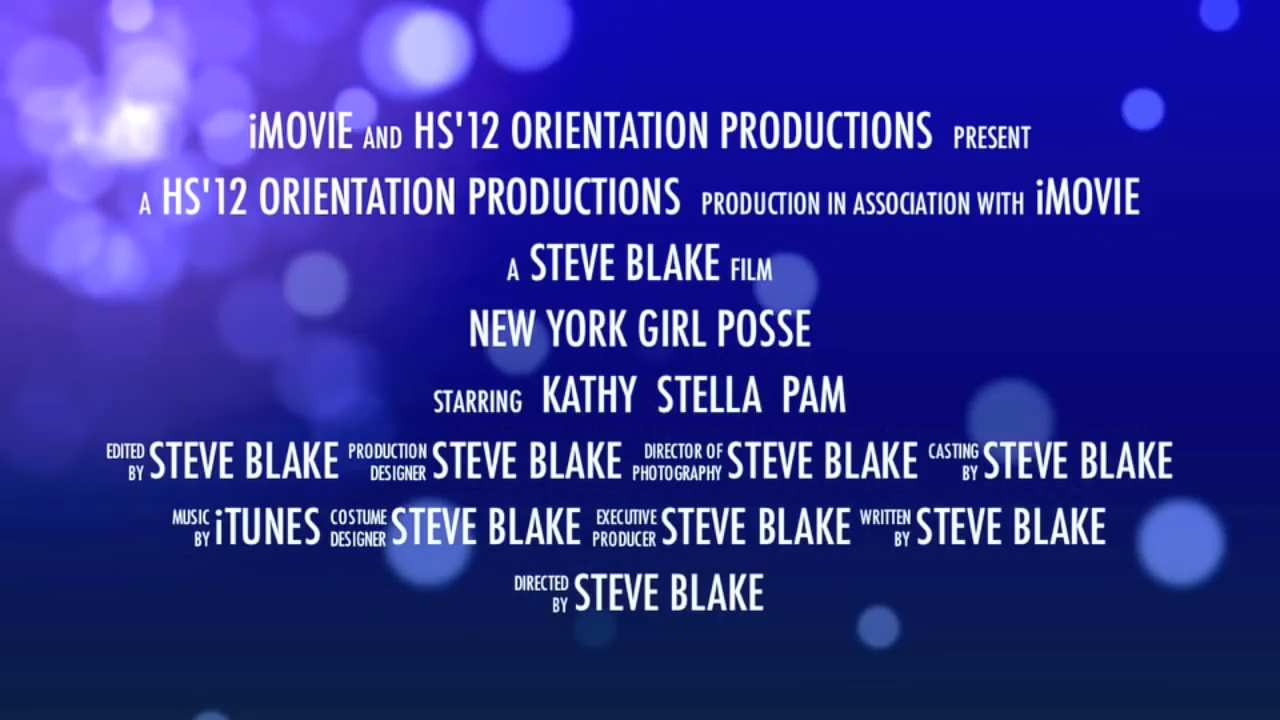 iMOVIE AND HS'12 ORIENTATION PRODUCTIONS PRESENT
A HS'12 ORIENTATION PRODUCTIONS PRODUCTION IN ASSOCIATION WITH iMOVIE
A STEVE BLAKE FILM
NEW YORK GIRL POSSE
STARRING KATHY STELLA PAM
EDITED BY STEVE BLAKE PRODUCTION DESIGNER STEVE BLAKE DIRECTOR OF PHOTOGRAPHY STEVE BLAKE CASTING BY STEVE BLAKE
MUSIC BY iTUNES COSTUME DESIGNER STEVE BLAKE EXECUTIVE PRODUCER STEVE BLAKE WRITTEN BY STEVE BLAKE
DIRECTED BY STEVE BLAKE